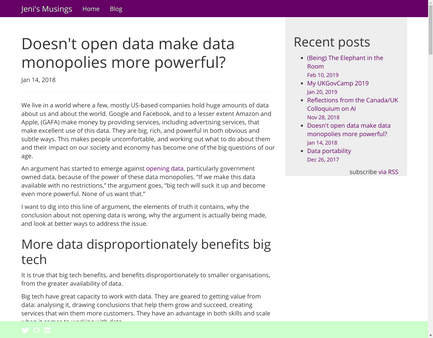 Jeni's Musings Home Blog
Doesn't open data make data
monopolies more powerful?
Jan 14, 2018
We live in a world where a few, mostly US-based companies hold huge amounts of data
about us and about the world. Google and Facebook, and to a lesser extent Amazon and
Apple, (GAFA) make money by providing services, including advertising services, that
make excellent use of this data. They are big, rich, and powerful in both obvious and
subtle ways. This makes people uncomfortable, and working out what to do about them
and their impact on our society and economy has become one of the big questions of our
age.
An argument has started to emerge against opening data, particularly government
owned data, because of the power of these data monopolies. "If we make this data
available with no restrictions," the argument goes, "big tech will suck it up and become
even more powerful. None of us want that."
I want to dig into this line of argument, the elements of truth it contains, why the
conclusion about not opening data is wrong, why the argument is actually being made,
and look at better ways to address the issue.
More data disproportionately benefits big
tech
It is true that big tech benefits, and benefits disproportionately to smaller organisations,
from the greater availability of data.
Big tech have great capacity to work with data. They are geared to getting value from
data: analysing it, drawing conclusions that help them grow and succeed, creating
services that win them more customers. They have an advantage in both skills and scale
Recent posts
(Being) The Elephant in the
Room
Feb 10, 2019
My UKGovCamp 2019
Jan 20, 2019
Reflections from the Canada/UK
Colloquium on AI
Nov 28, 2018
Doesn't open data make data
monopolies more powerful?
Jan 14, 2018
Data portability
Dec 26, 2017
subscribe via RSS